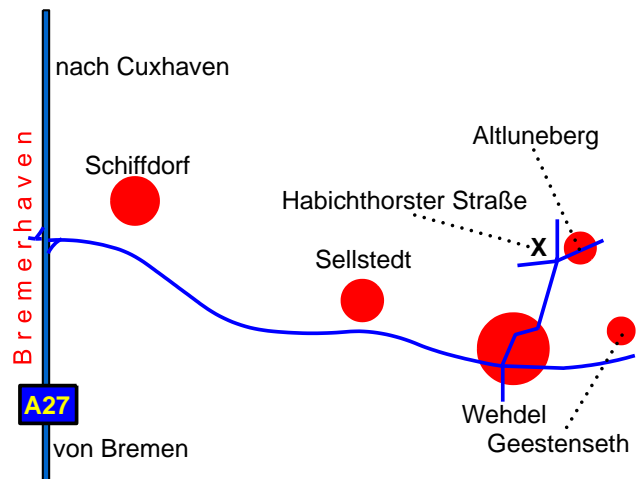 nach Cuxhaven
Altluneberg
Schiffdorf
Habichthorster Straße
X
Sellstedt
Bremerhaven
A27
Wehdel
Geestenseth
von Bremen